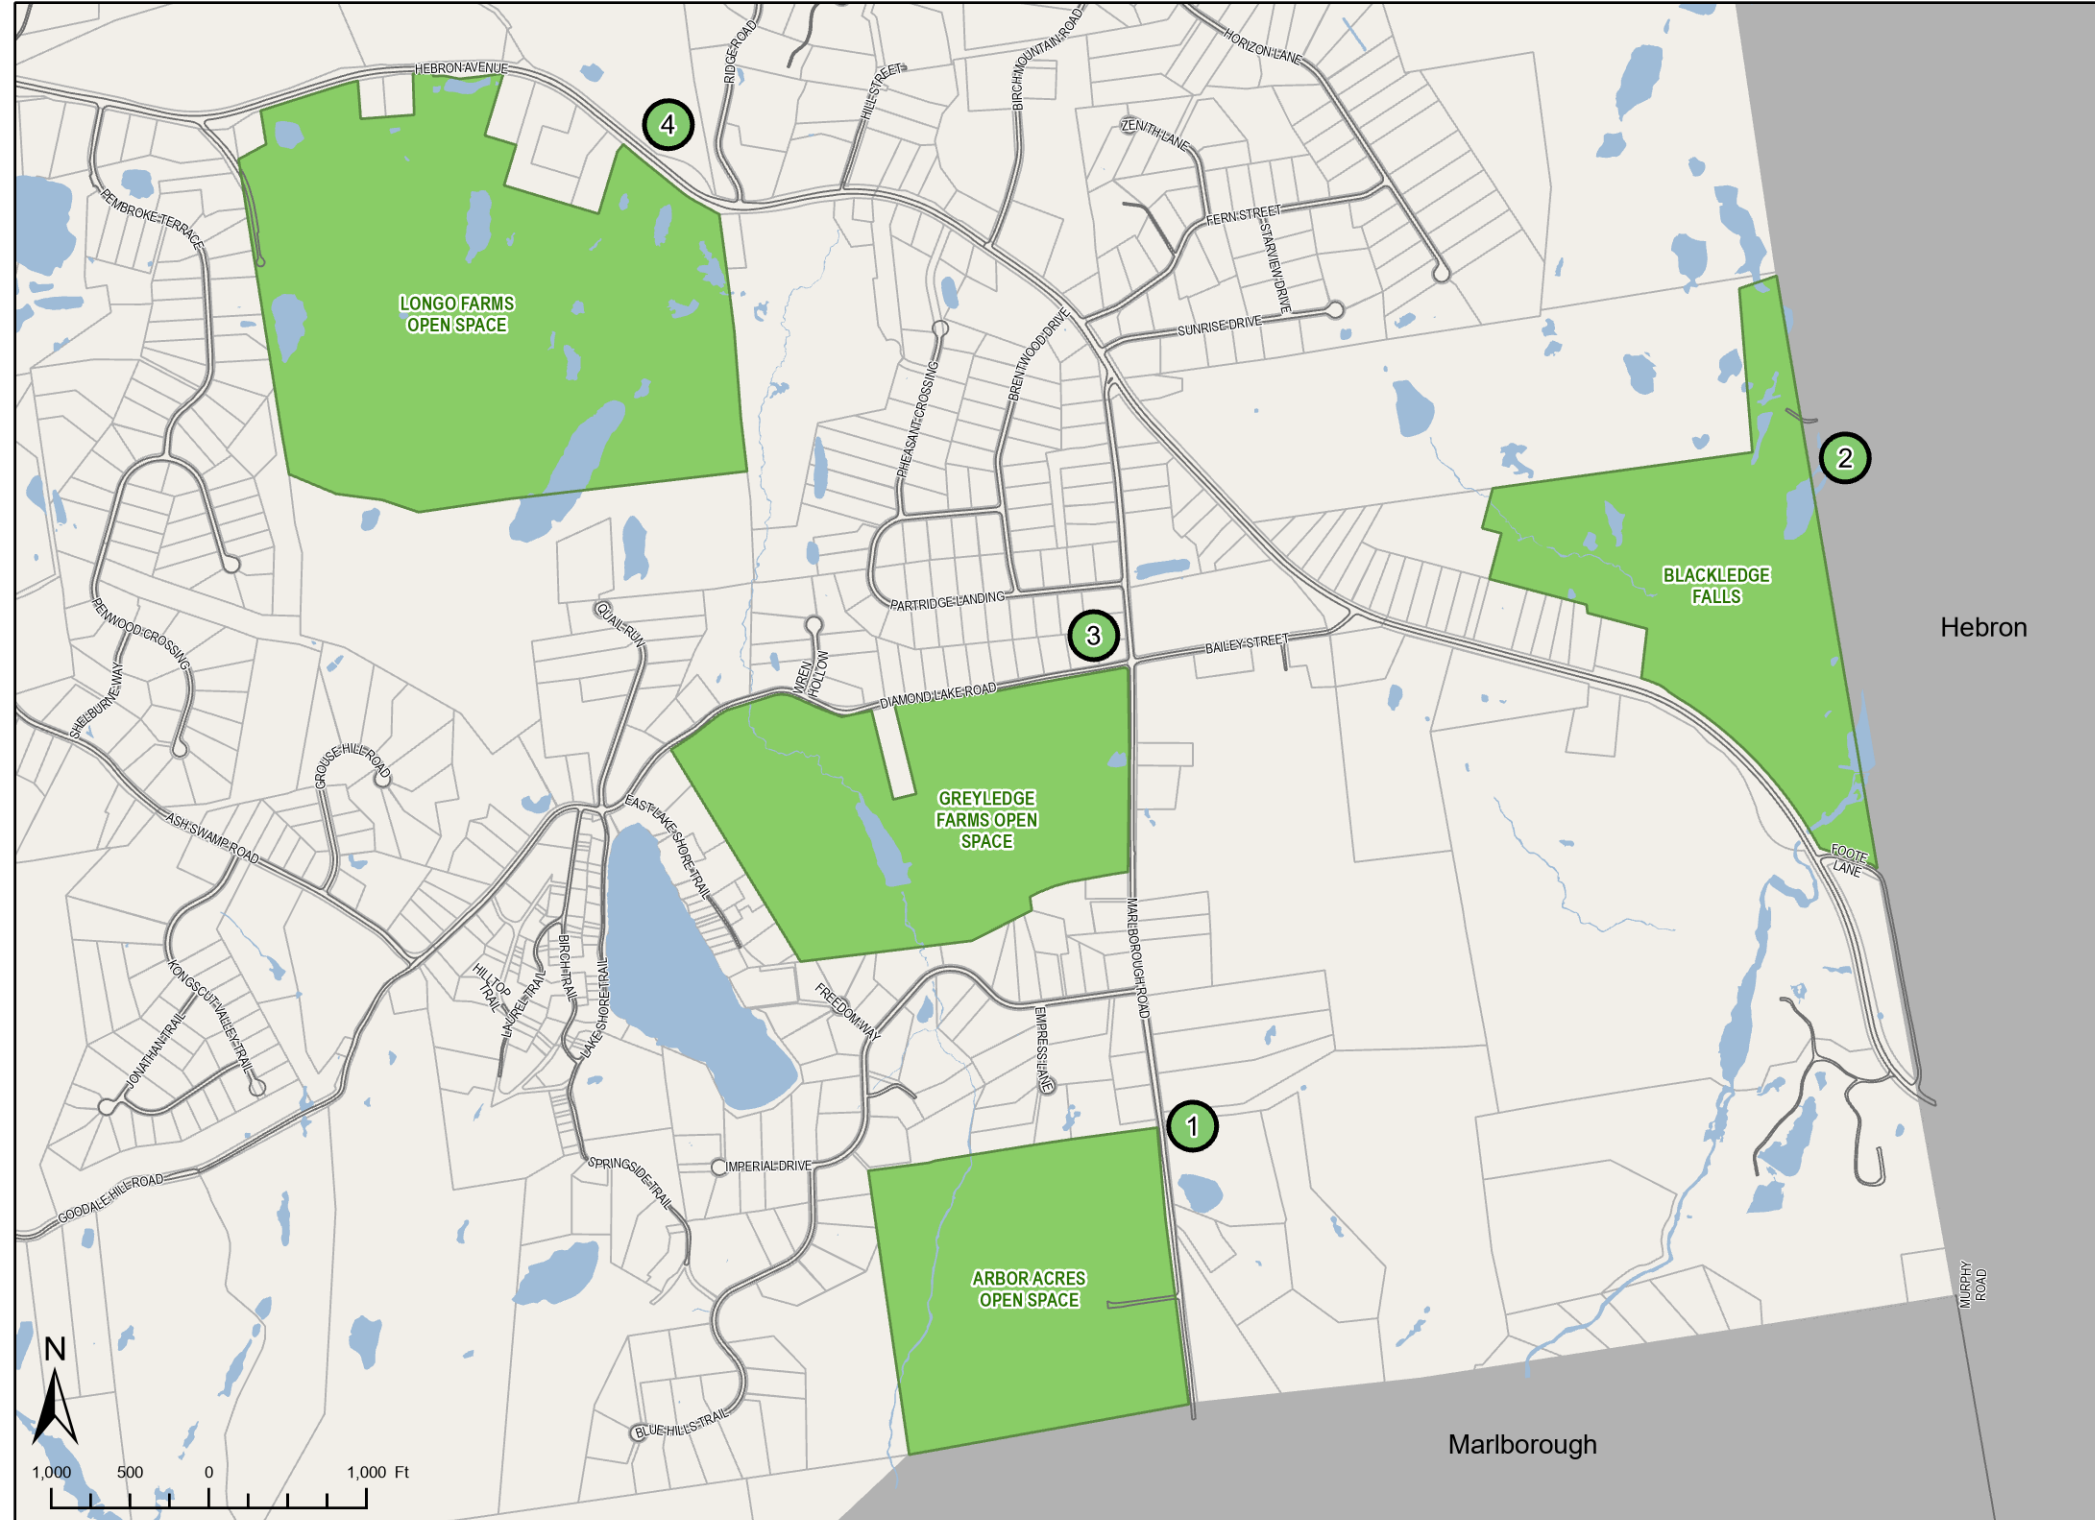 HEBRON AVENUE
RIDGE ROAD
HILL STREET
BIRCH MOUNTAIN ROAD
HORIZON LANE
4
ZENITH LANE
PEMBROKE TERRACE
FERN STREET
STARVIEW DRIVE
LONGO FARMS
OPEN SPACE
SUNRISE DRIVE
BRENTWOOD DRIVE
PHEASANT CROSSING
2
BLACKLEDGE
FALLS
PARTRIDGE LANDING
PENWOOD CROSSING
QUAIL RUN
3
BAILEY STREET
Hebron
SHELBURNE WAY
WREN
HOLLOW
DIAMOND LAKE ROAD
GROUSE HILL ROAD
EAST LAKE SHORE TRAIL
GREYLEDGE
FARMS OPEN
SPACE
ASH SWAMP ROAD
FOOTE
LANE
MARLBOROUGH ROAD
HILLTOP
TRAIL
LAUREL TRAIL
BIRCH TRAIL
LAKE SHORE TRAIL
KONGSCUT VALLEY TRAIL
JONATHAN TRAIL
FREEDOM WAY
EMPRESS LANE
1
IMPERIAL DRIVE
SPRINGSIDE TRAIL
GOODALE HILL ROAD
ARBOR ACRES
OPEN SPACE
MURPHY
ROAD
N
BLUE HILLS TRAIL
Marlborough
1,000 500 0 1,000 Ft